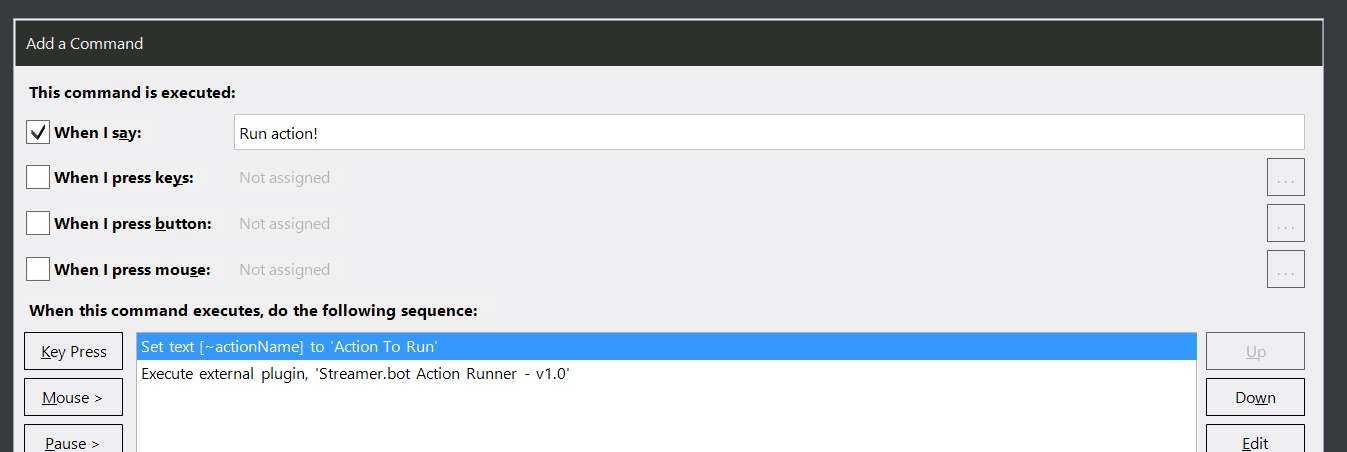 Add a Command
This command is executed:
When I say: Run action!
When I press keys: Not assigned ...
When I press button: Not assigned ...
When I press mouse: Not assigned ...
When this command executes, do the following sequence:
Key Press
Set text [~actionName] to 'Action To Run'
Up
Execute external plugin, 'Streamer.bot Action Runner - v1.0'
Mouse >
Down
Pause >
Edit